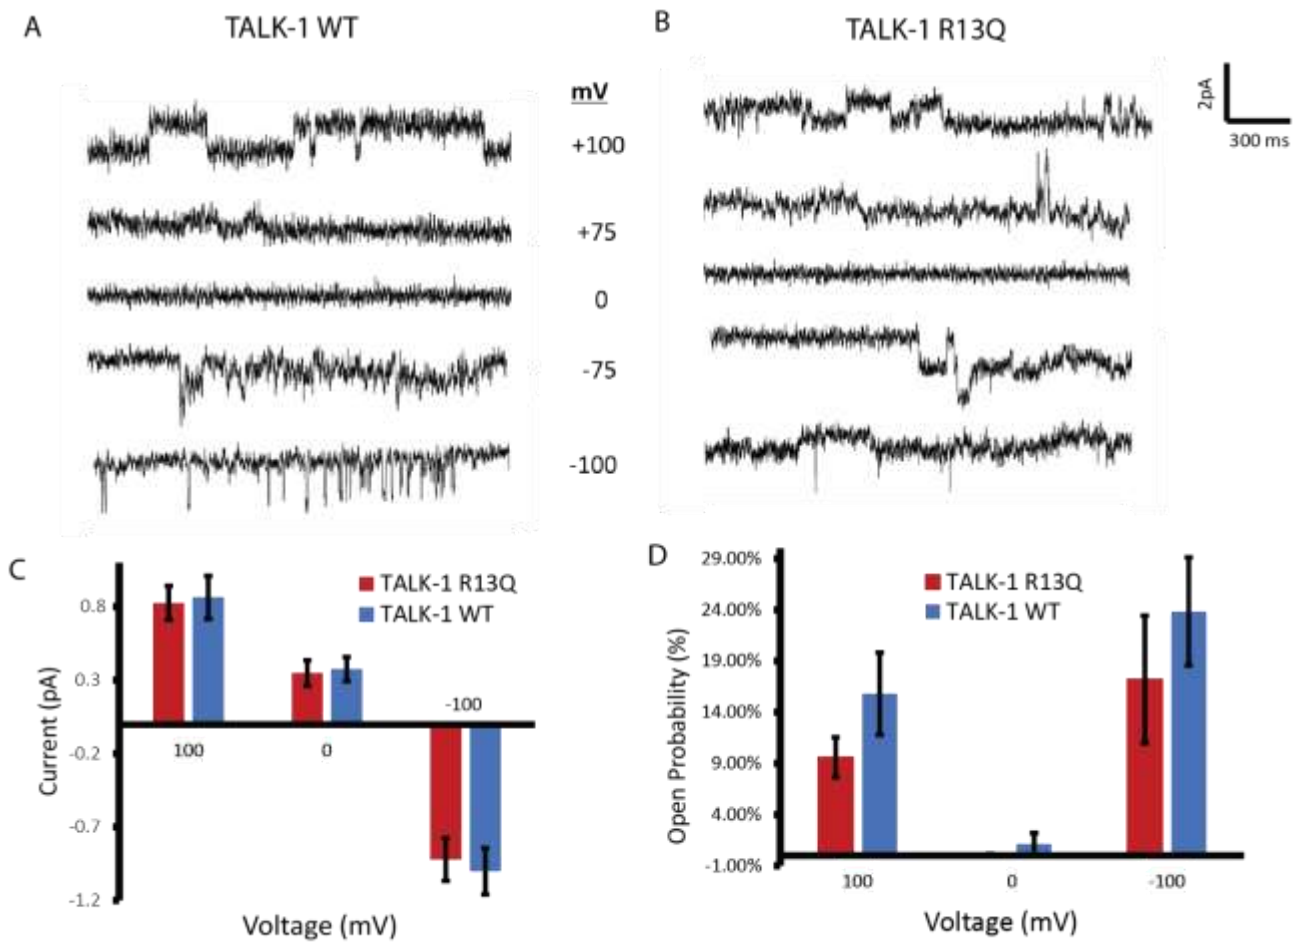 A
TALK-1 WT
mV
+100
+75
0
-75
-100
B
TALK-1 R13Q
2pA
300 ms
C
TALK-1 R13Q
TALK-1 WT
0.8
0.3
-0.2
-0.7
-1.2
Current (pA)
100
0
-100
Voltage (mV)
D
TALK-1 R13Q
TALK-1 WT
29.00%
24.00%
19.00%
14.00%
9.00%
4.00%
-1.00%
Open Probability (%)
100
0
-100
Voltage (mV)